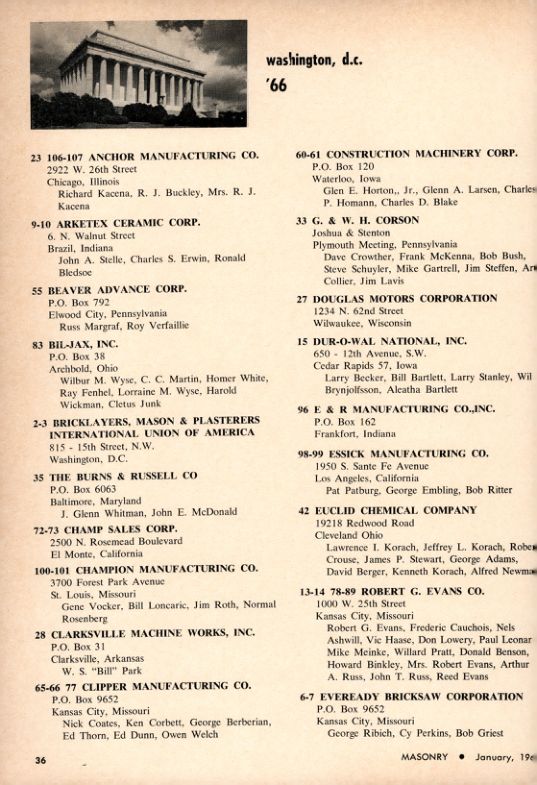 washington, d.c.
'66
23 106-107 ANCHOR MANUFACTURING CO.
2922 W. 26th Street
Chicago, Illinois
Richard Kacena, R. J. Buckley, Mrs. R. J.
Kacena
9-10 ARKETEX CERAMIC CORP.
6. N. Walnut Street
Brazil, Indiana
John A. Stelle, Charles S. Erwin, Ronald
Bledsoe
55 BEAVER ADVANCE CORP.
P.O. Box 792
Elwood City, Pennsylvania
Russ Margraf, Roy Verfaillie
83 BIL-JAX, INC.
P.O. Box 38
Archbold, Ohio
Wilbur M. Wyse, C. C. Martin, Homer White,
Ray Fenhel, Lorraine M. Wyse, Harold
Wickman, Cletus Junk
2-3 BRICKLAYERS, MASON & PLASTERERS
INTERNATIONAL UNION OF AMERICA
815 - 15th Street, N.W.
Washington, D.C.
35 THE BURNS & RUSSELL CO
P.O. Box 6063
Baltimore, Maryland
J. Glenn Whitman, John E. McDonald
72-73 CHAMP SALES CORP.
2500 N. Rosemead Boulevard
El Monte, California
100-101 CHAMPION MANUFACTURING CO.
3700 Forest Park Avenue
St. Louis, Missouri
Gene Vocker, Bill Loncaric, Jim Roth, Normal
Rosenberg
28 CLARKSVILLE MACHINE WORKS, INC.
P.O. Box 31
Clarksville, Arkansas
W. S. "Bill" Park
65-66 77 CLIPPER MANUFACTURING CO.
P.O. Box 9652
Kansas City, Missouri
Nick Coates, Ken Corbett, George Berberian,
Ed Thorn, Ed Dunn, Owen Welch
60-61 CONSTRUCTION MACHINERY CORP.
P.O. Box 120
Waterloo, Iowa
Glen E. Horton,, Jr., Glenn A. Larsen, Charles
P. Homann, Charles D. Blake
33 G. & W. H. CORSON
Joshua & Stenton
Plymouth Meeting, Pennsylvania
Dave Crowther, Frank McKenna, Bob Bush,
Steve Schuyler, Mike Gartrell, Jim Steffen,
Collier, Jim Lavis
27 DOUGLAS MOTORS CORPORATION
1234 N. 62nd Street
Wilwaukee, Wisconsin
15 DUR-O-WAL NATIONAL, INC.
650 - 12th Avenue, S.W.
Cedar Rapids 57, Iowa
Larry Becker, Bill Bartlett, Larry Stanley, Wil
Brynjolfsson, Aleatha Bartlett
96 E & R MANUFACTURING CO.,INC.
P.O. Box 162
Frankfort, Indiana
98-99 ESSICK MANUFACTURING CO.
1950 S. Sante Fe Avenue
Los Angeles, California
Pat Patburg, George Embling, Bob Ritter
42 EUCLID CHEMICAL COMPANY
19218 Redwood Road
Cleveland Ohio
Lawrence I. Korach, Jeffrey L. Korach,
Crouse, James P. Stewart, George Adams,
David Berger, Kenneth Korach, Alfred
13-14 78-89 ROBERT G. EVANS CO.
1000 W. 25th Street
Kansas City, Missouri
Robert G. Evans, Frederic Cauchois, Nels
Ashwill, Vic Haase, Don Lowery, Paul Leonar
Mike Meinke, Willard Pratt, Donald Benson,
Howard Binkley, Mrs. Robert Evans, Arthur
A. Russ, John T. Russ, Reed Evans
6-7 EVEREADY BRICKSAW CORPORATION
P.O. Box 9652
Kansas City, Missouri
George Ribich, Cy Perkins, Bob Griest
36
MASONRY • January,